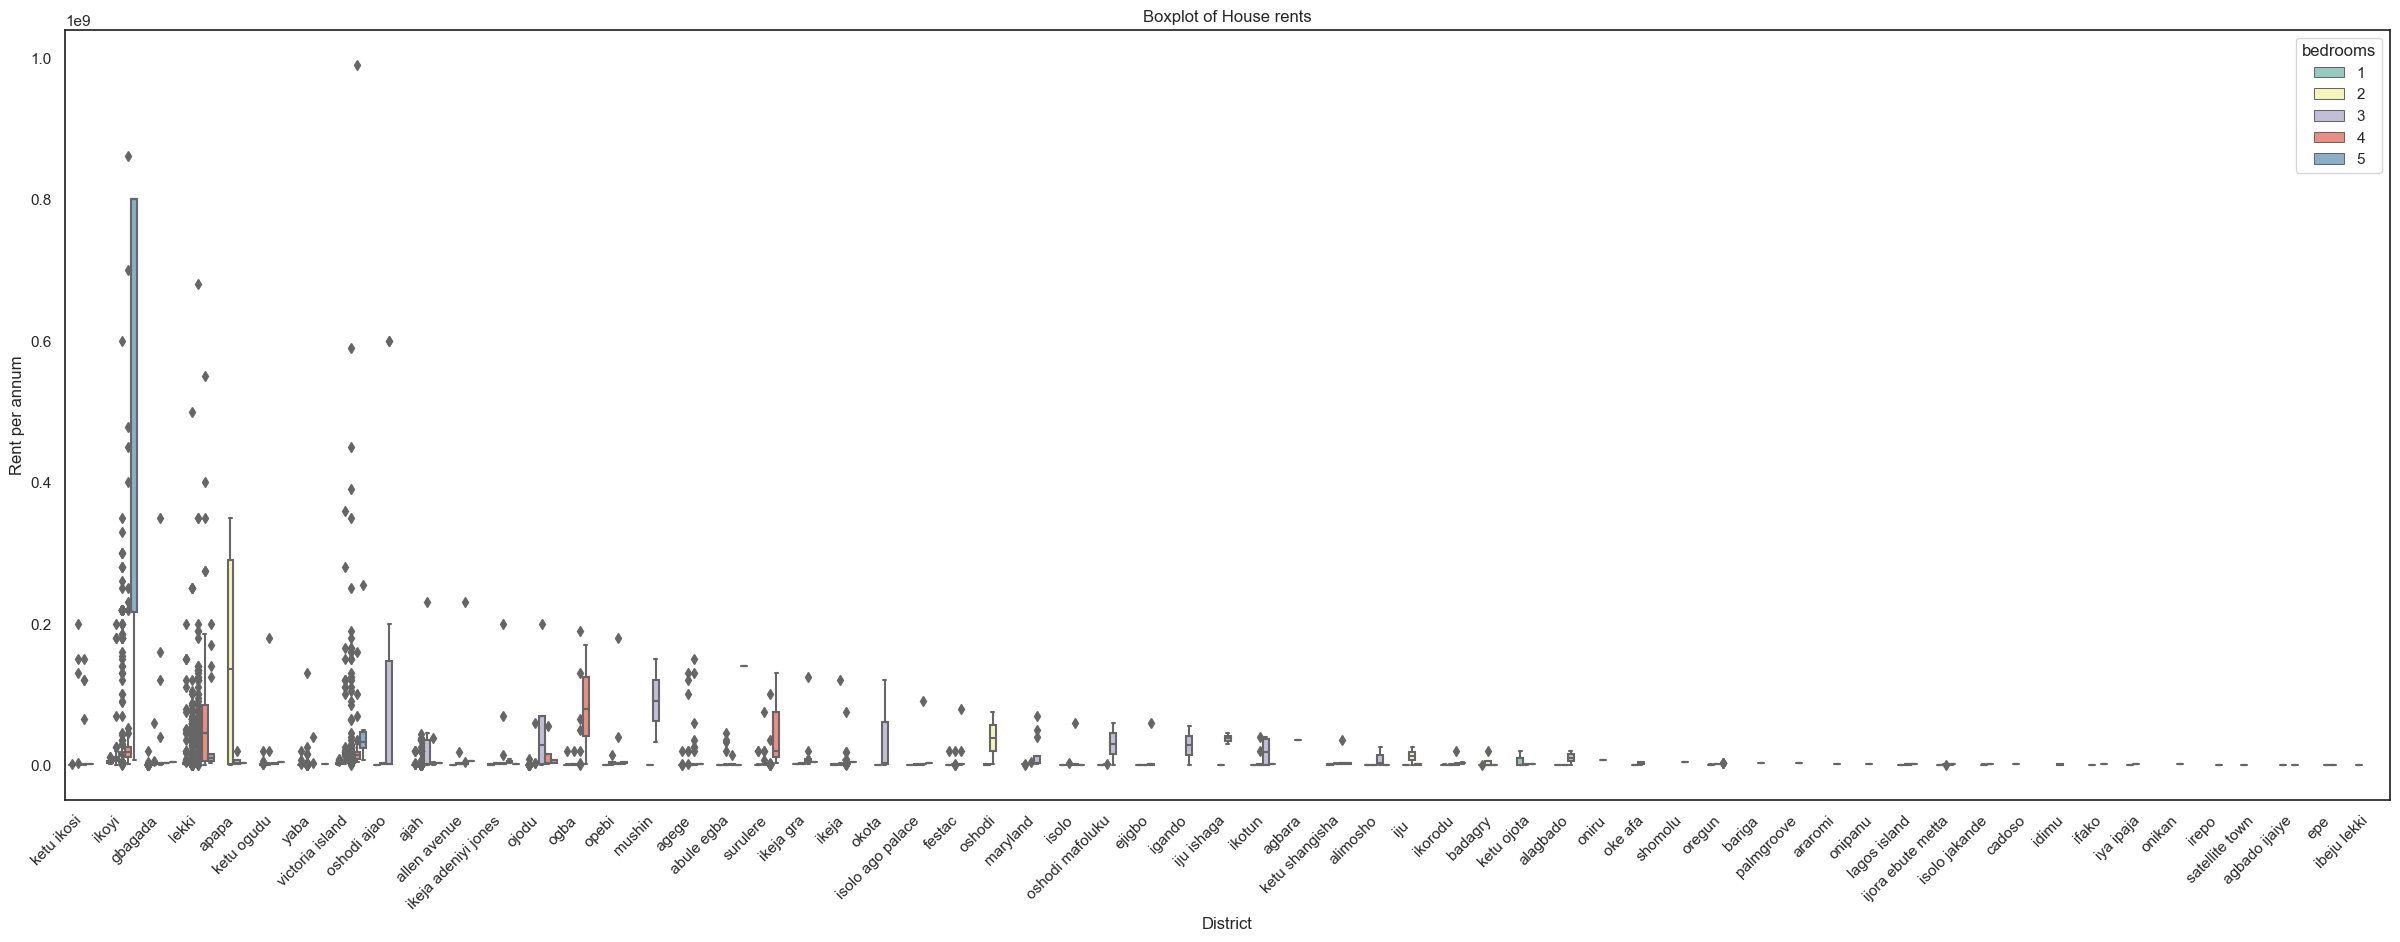 Boxplot of House rents
1e9
1.0
0.8
0.6
0.4
0.2
0.0
Rent per annum
bedrooms
1
2
3
4
5
ketu ikosi
ikoyi
gbagada
lekki
apapa
ketu ogudu
yaba
victoria island
oshodi ajao
ajah
allen avenue
ikeja adeniyi jones
ojodu
ogba
opebi
mushin
agege
abule egba
surulere
ikeja gra
ikeja
okota
isolo ago palace
festac
oshodi
maryland
isolo
oshodi mafoluku
ejigbo
igando
iju ishaga
ikotun
agbara
ketu shangisha
alimosho
iju
ikorodu
badagry
ketu ojota
alagbado
oniru
oke afa
shomolu
oregun
bariga
palmgroove
araromi
onipanu
lagos island
ijora ebute metta
isolo jakande
cadoso
idimu
ifako
iya ipaja
onikan
irepo
satellite town
agbado ijaiye
epe
ibeju lekki
District